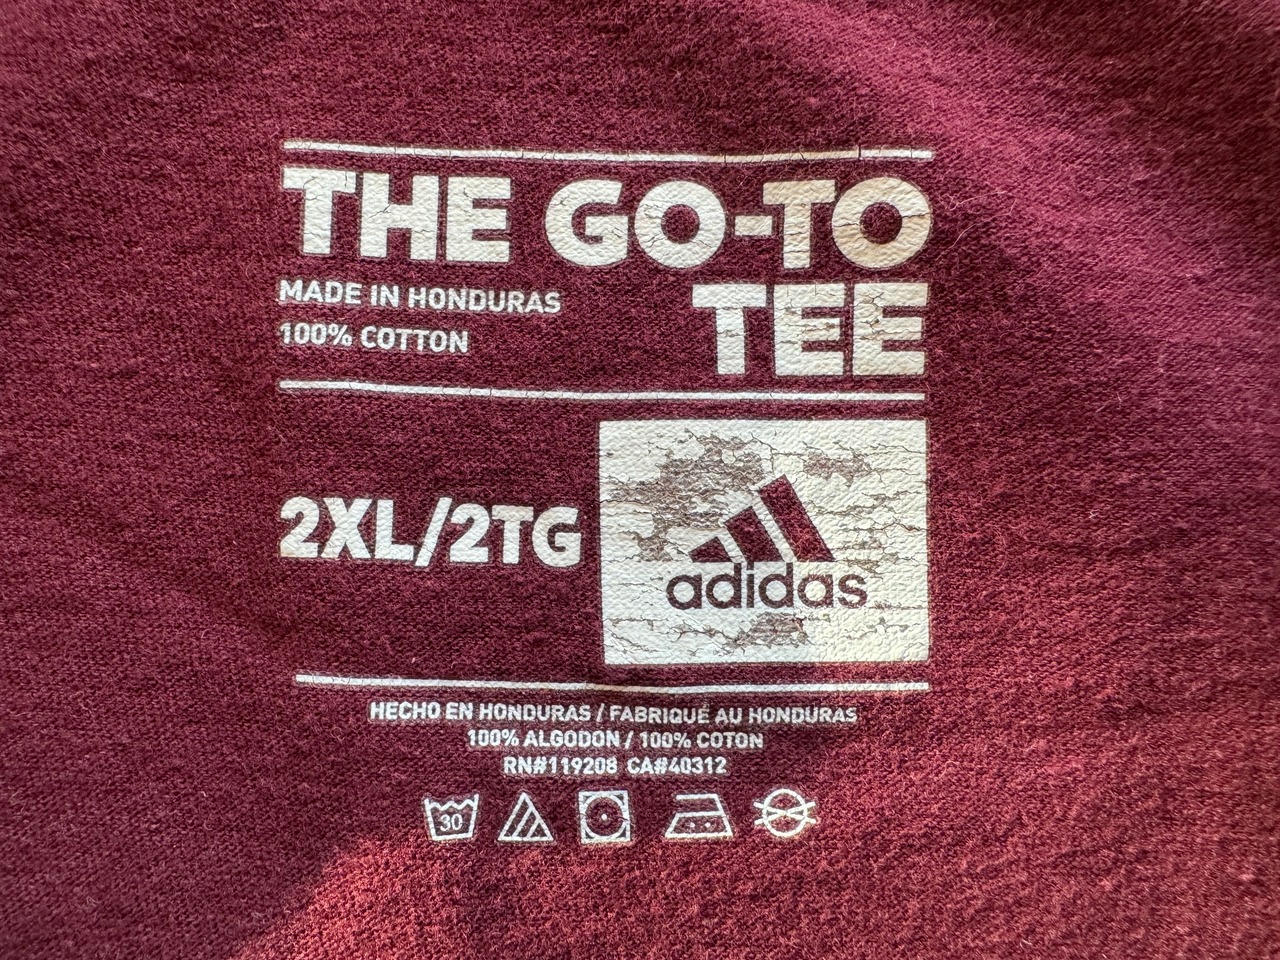 THE GO-TO
TEE
MADE IN HONDURAS
100% COTTON
2XL/2TG
adidas
HECHO EN HONDURAS / FABRIQUÉ AU HONDURAS
100% ALGODON / 100% COTON
RN#119208 CA#40312
30